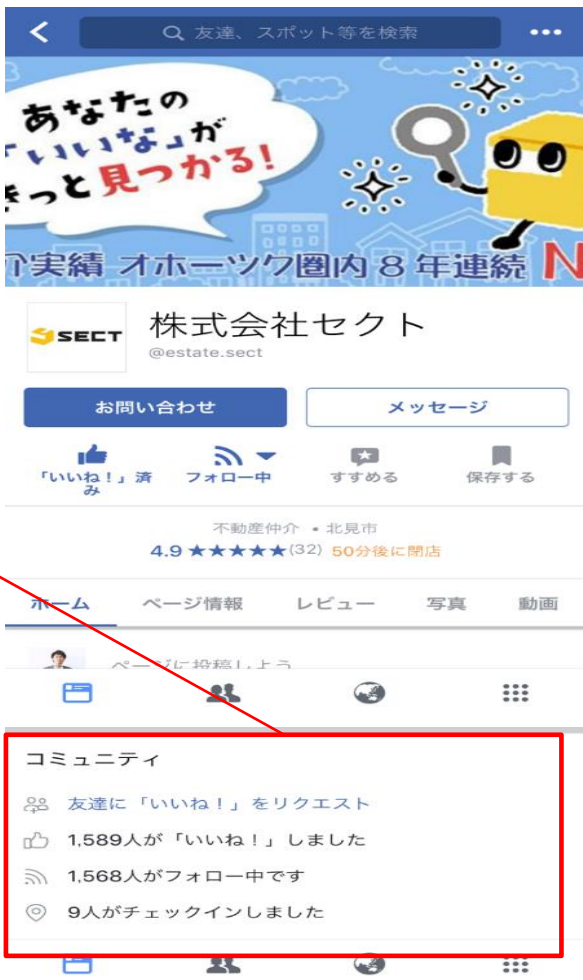 友達、スポット等を検索
あなたの
「いいな」が
きっと見つかる!
介実績 オホーツク圏内8年連続 N
SECT
株式会社セクト
@estate.sect
お問い合わせ
メッセージ
「いいね!」済み
フォロー中
すすめる
保存する
不動産仲介 • 北見市
4.9 ★★★★★(32) 50分後に閉店
ホーム ページ情報 レビュー 写真 動画
ページに投稿しよう
コミュニティ
友達に「いいね!」をリクエスト
1,589人が「いいね!」しました
1,568人がフォロー中です
9人がチェックインしました